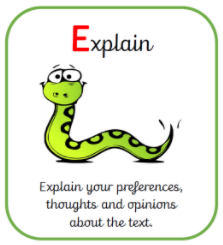 Explain
Explain your preferences,
thoughts and opinions
about the text.